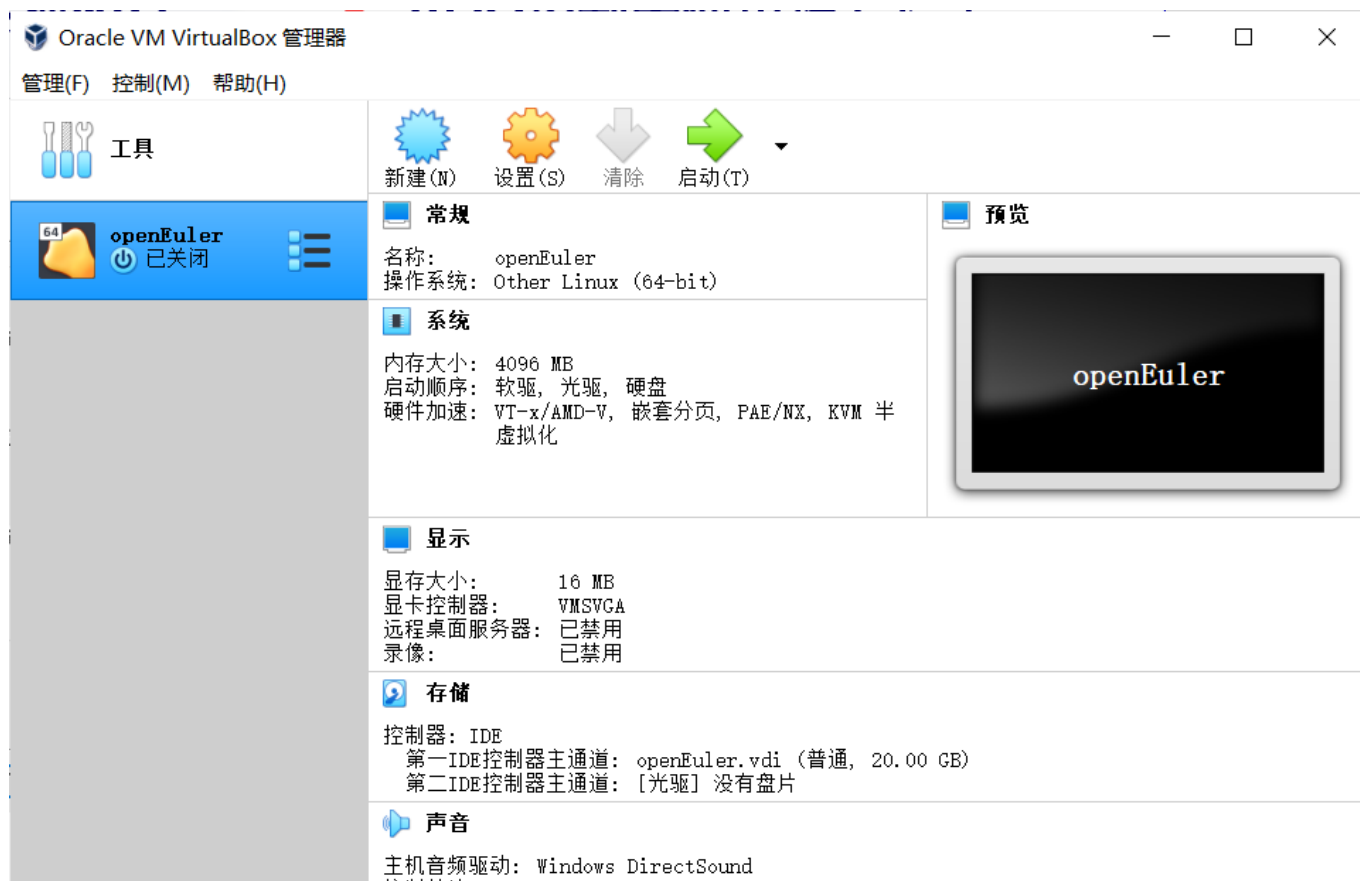 Oracle VM VirtualBox 管理器
管理(F) 控制(M) 帮助(H)
工具
新建(N) 设置(S) 清除 启动(T)
64
openEuler
已关闭
常规
名称: openEuler
操作系统: Other Linux (64-bit)
预览
openEuler
系统
内存大小: 4096 MB
启动顺序: 软驱, 光驱, 硬盘
硬件加速: VT-x/AMD-V, 嵌套分页, PAE/NX, KVM 半
虚拟化
显示
显存大小: 16 MB
显卡控制器: VMSVGA
远程桌面服务器: 已禁用
录像: 已禁用
存储
控制器: IDE
第一IDE控制器主通道: openEuler.vdi (普通, 20.00 GB)
第二IDE控制器主通道: [光驱] 没有盘片
声音
主机音频驱动: Windows DirectSound